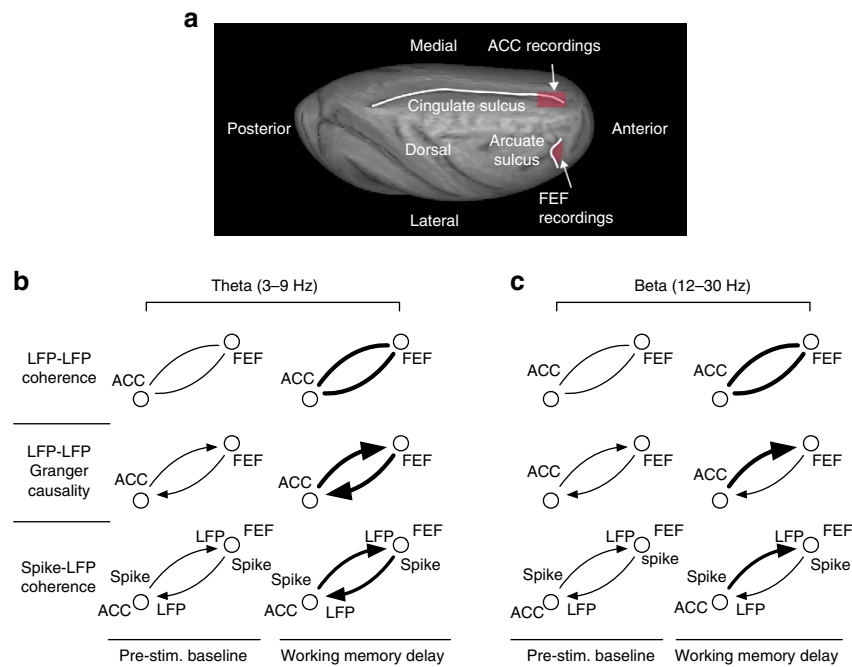 a
Medial
ACC recordings
Cingulate sulcus
Posterior
Anterior
Dorsal
Arcuate
sulcus
FEF
recordings
Lateral
b
Theta (3–9 Hz)
LFP-LFP
coherence
ACC
FEF
ACC
FEF
LFP-LFP
Granger
causality
ACC
FEF
ACC
FEF
Spike-LFP
coherence
LFP
FEF
Spike
Spike
ACC
LFP
LFP
FEF
Spike
Spike
ACC
LFP
Pre-stim. baseline
Working memory delay
c
Beta (12–30 Hz)
ACC
FEF
ACC
FEF
ACC
FEF
ACC
FEF
LFP
FEF
spike
Spike
ACC
LFP
LFP
FEF
Spike
Spike
ACC
LFP
Pre-stim. baseline
Working memory delay